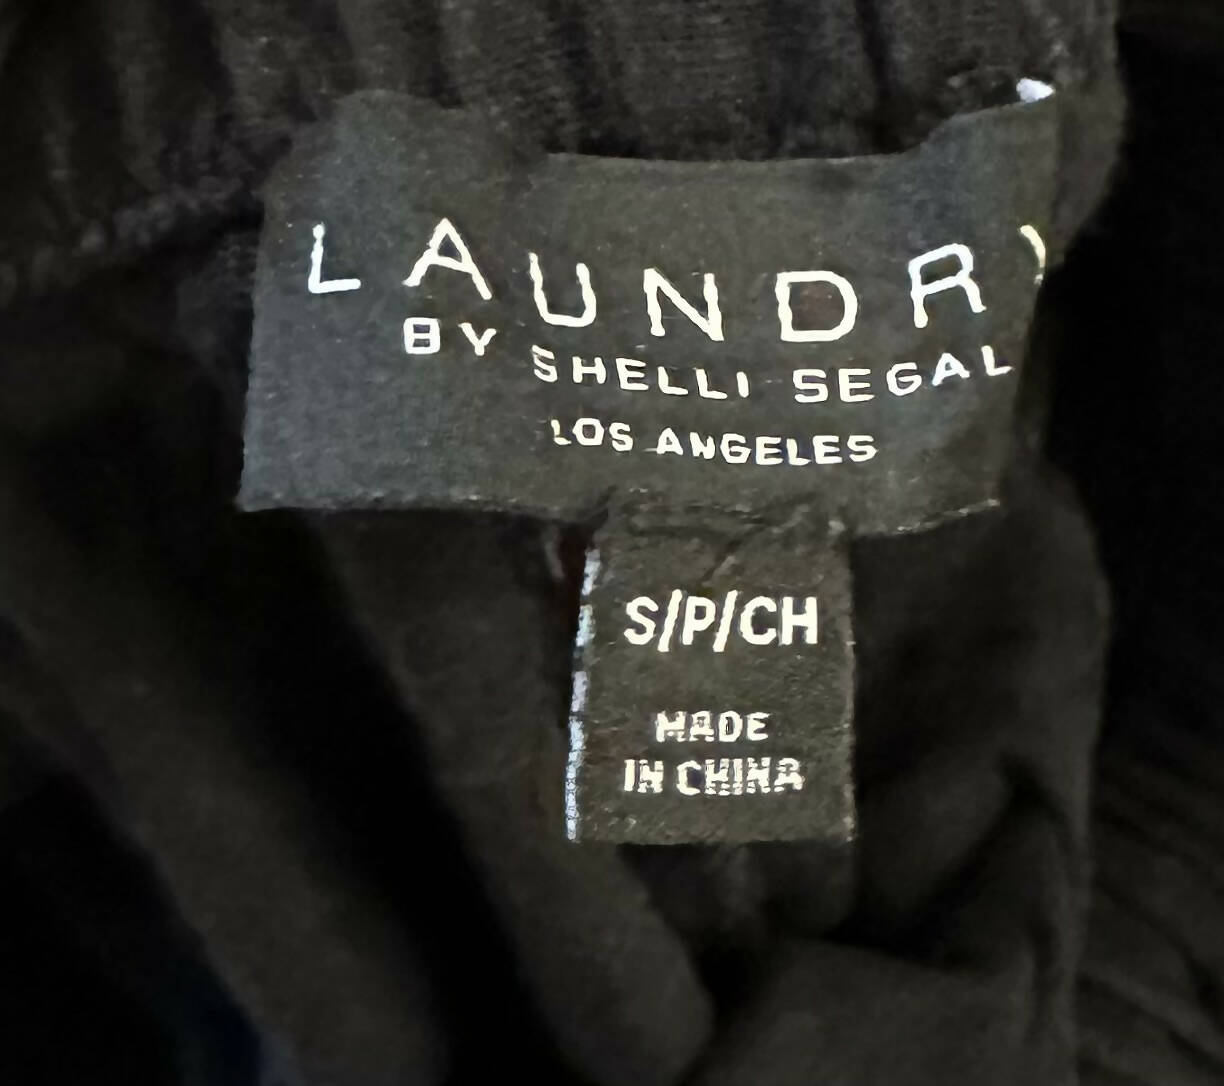 LAUNDRY
BY SHELLI SEGAL
LOS ANGELES
S/P/CH
MADE
IN CHINA